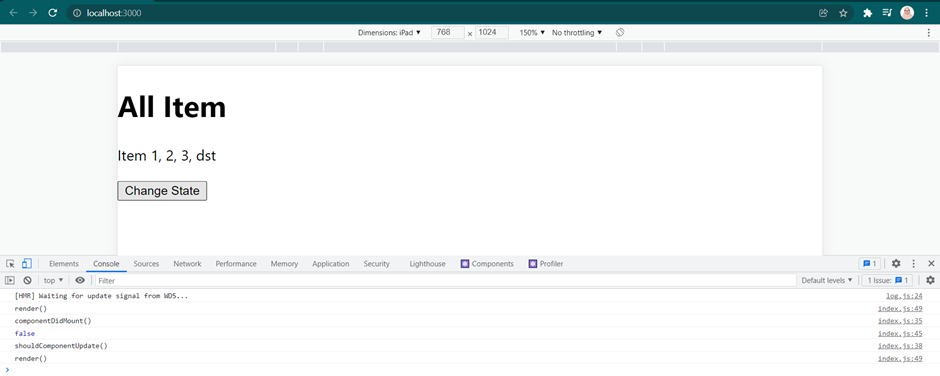 localhost:3000
Dimensions: iPad ▼ 768 × 1024 150% ▼ No throttling ▼
All Item
Item 1, 2, 3, dst
Change State
Elements Console Sources Network Performance Memory Application Security Lighthouse Components Profiler 1
top ▼ Filter Default levels ▼ 1 Issue: 1
[HMR] Waiting for update signal from WDS... log.js:24
render() index.js:49
componentDidMount() index.js:35
false index.js:45
shouldComponentUpdate() index.js:38
render() index.js:49